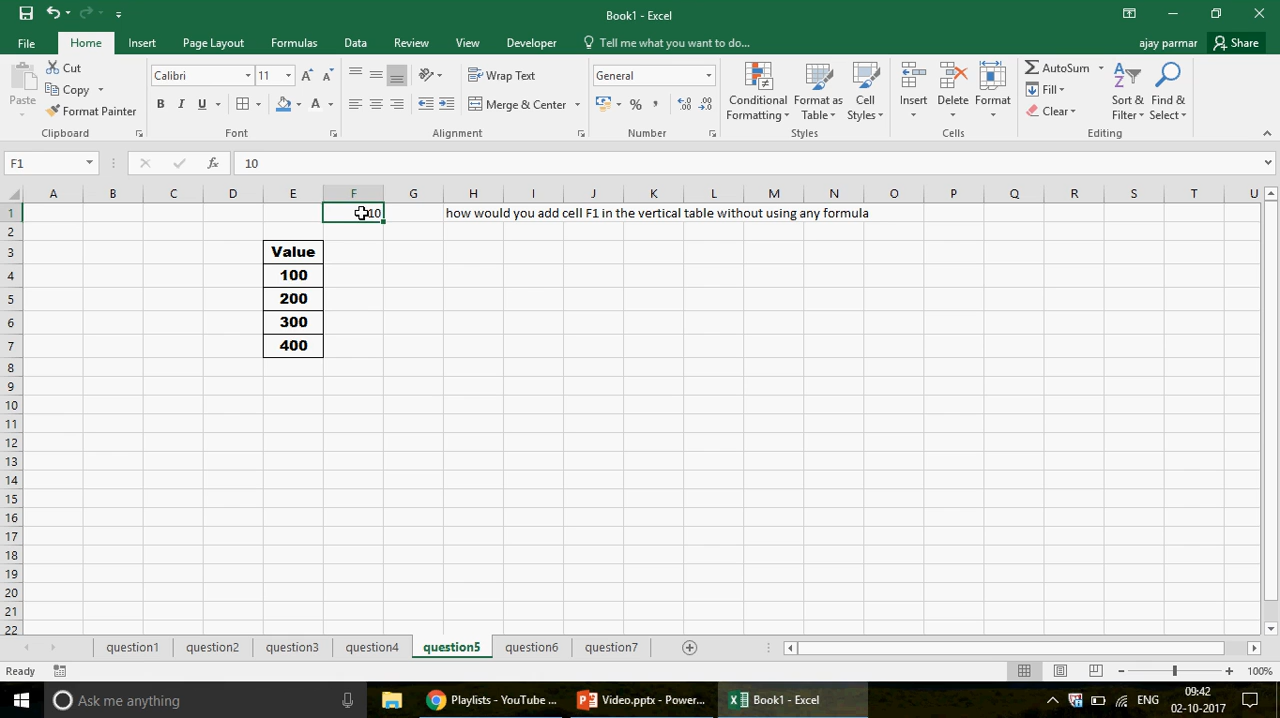 Book1 - Excel
File Home Insert Page Layout Formulas Data Review View Developer Tell me what you want to do... ajay parmar Share
Cut
Copy
Format Painter
Paste
Clipboard
Calibri 11
B I U
Font
Wrap Text
Merge & Center
Alignment
General
Number
Conditional Formatting
Format as Table
Cell Styles
Styles
Insert Delete Format
Cells
AutoSum
Fill
Clear
Sort & Filter
Find & Select
Editing
F1 fx 10
A B C D E F G H I J K L M N O P Q R S T U
1 10 how would you add cell F1 in the vertical table without using any formula
2
3 Value
4 100
5 200
6 300
7 400
8
9
10
11
12
13
14
15
16
17
18
19
20
21
22
question1 question2 question3 question4 question5 question6 question7
Ready 100%
Ask me anything Playlists - YouTube ... Video.pptx - Power... Book1 - Excel ENG 09:42
02-10-2017